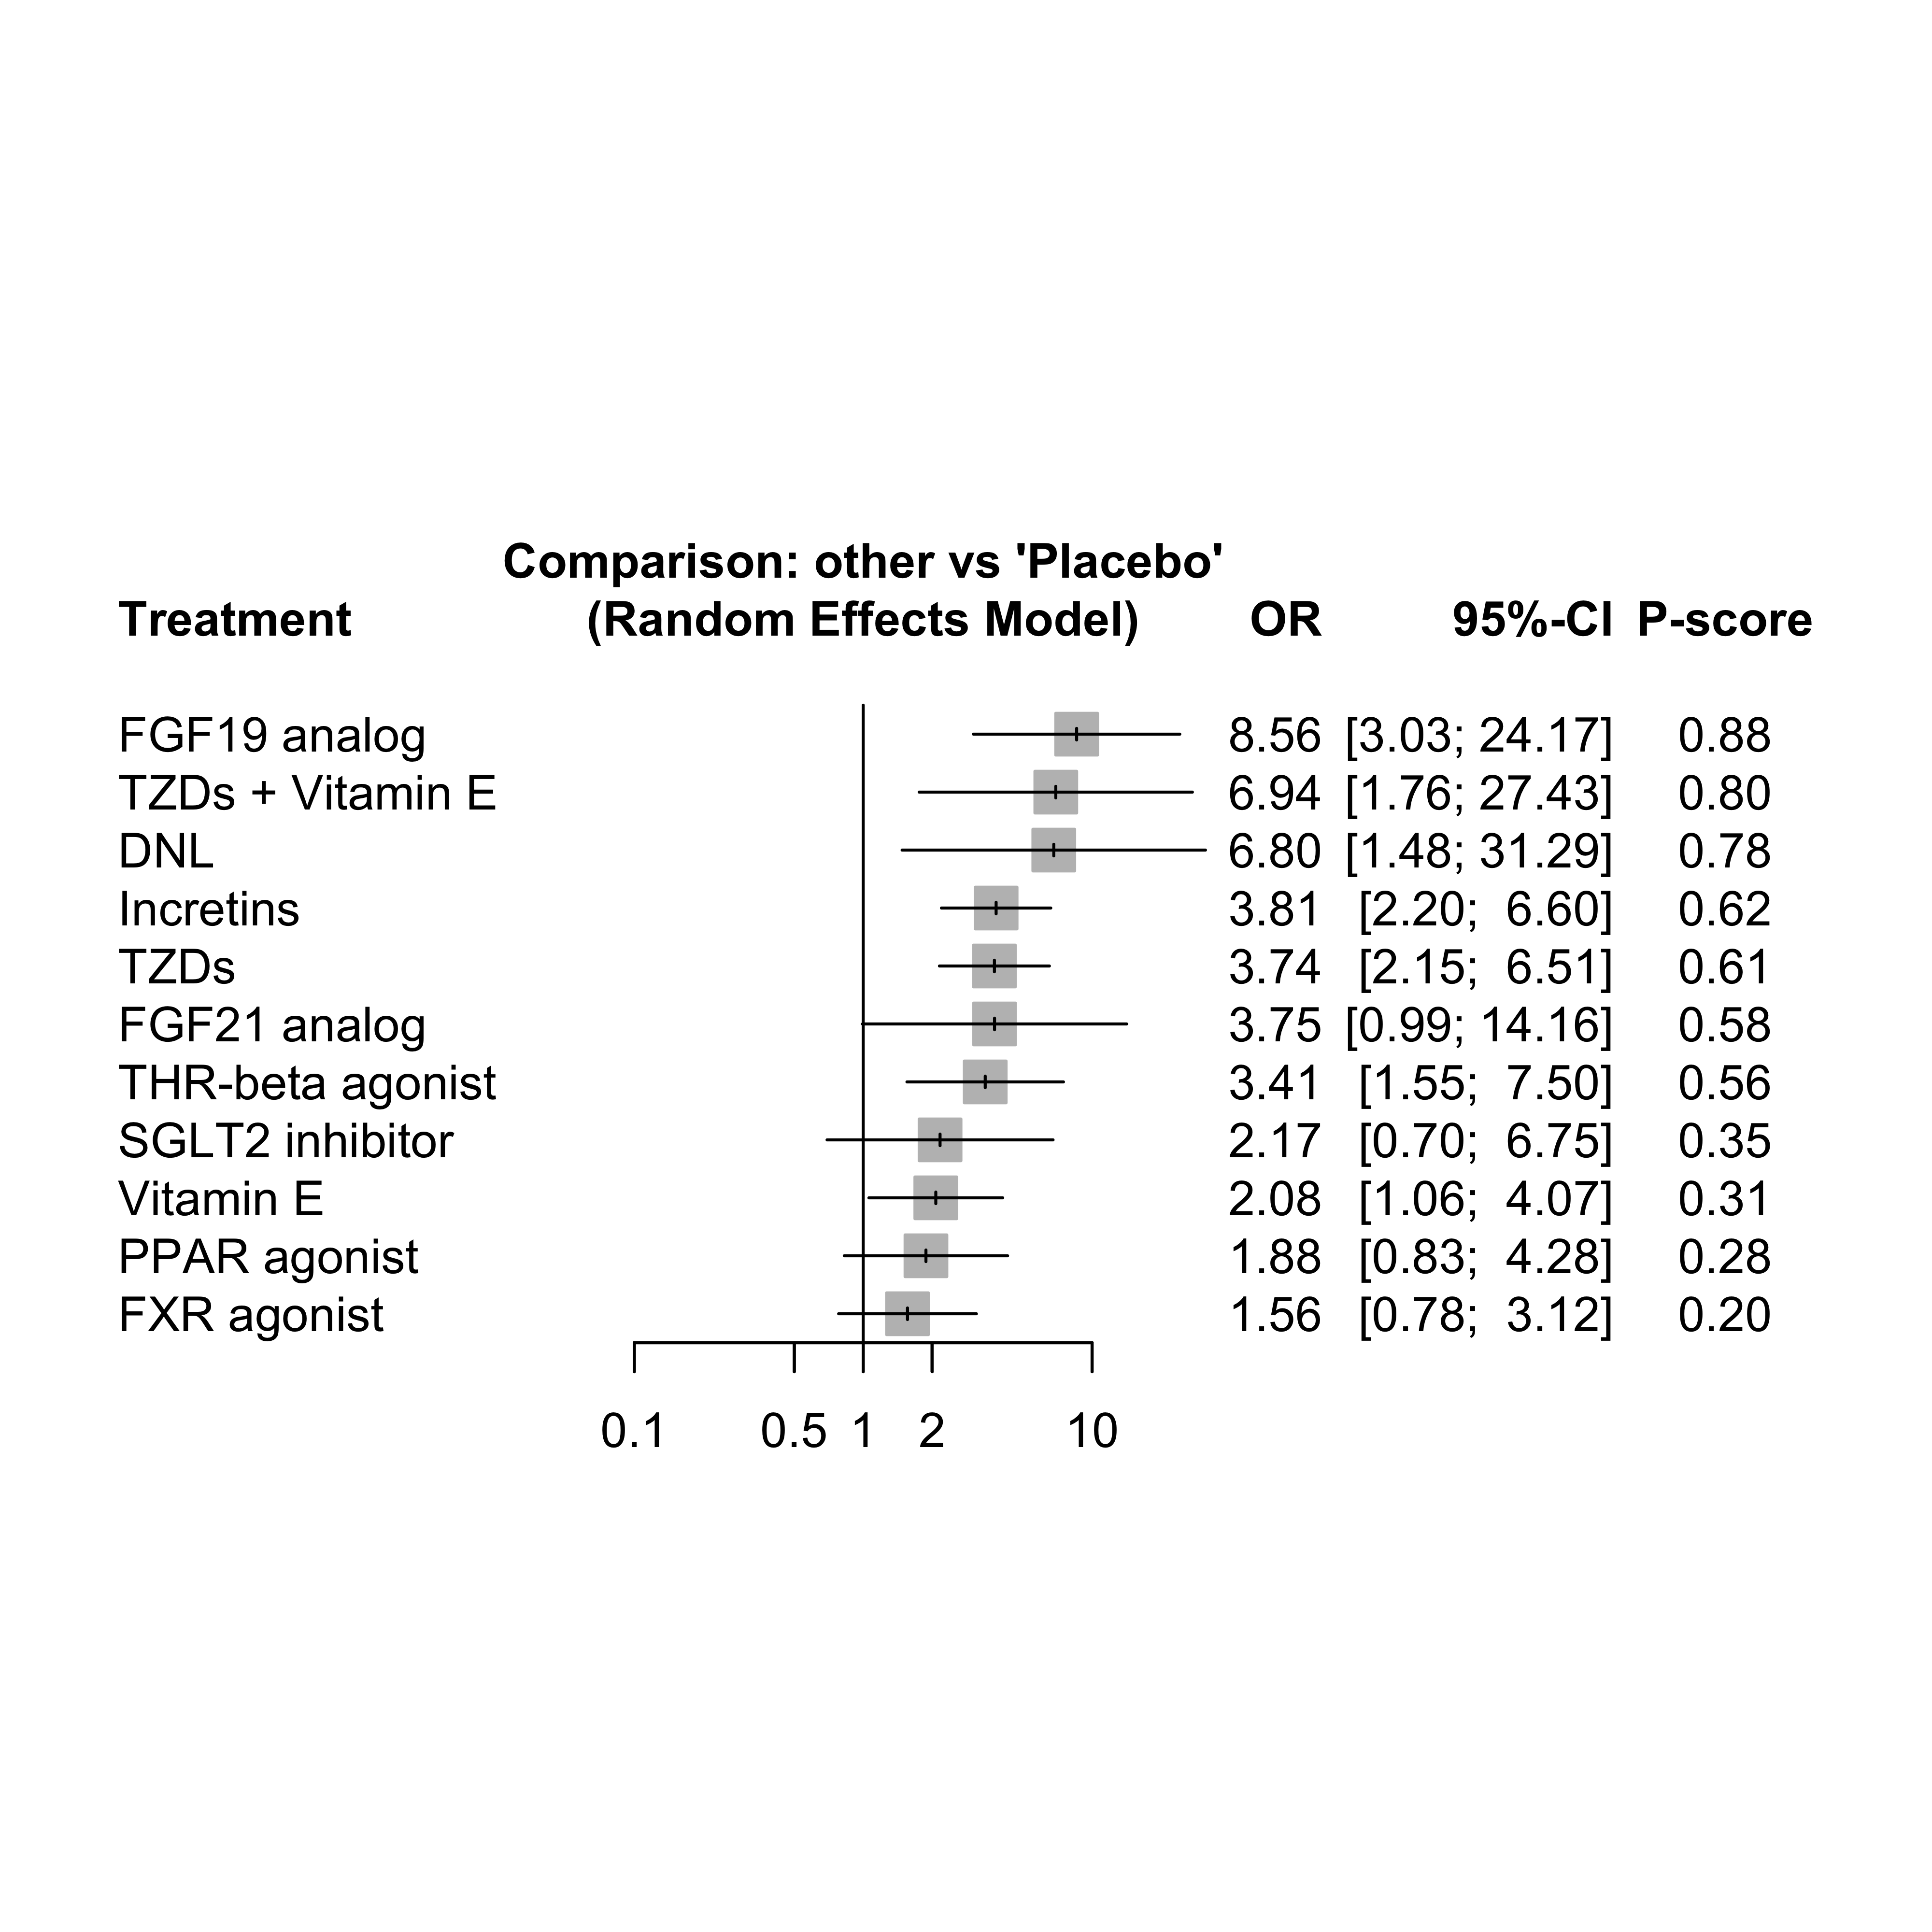 Comparison: other vs 'Placebo'
Treatment (Random Effects Model) OR 95%-CI P-score
FGF19 analog 8.56 [3.03; 24.17] 0.88
TZDs + Vitamin E 6.94 [1.76; 27.43] 0.80
DNL 6.80 [1.48; 31.29] 0.78
Incretins 3.81 [2.20; 6.60] 0.62
TZDs 3.74 [2.15; 6.51] 0.61
FGF21 analog 3.75 [0.99; 14.16] 0.58
THR-beta agonist 3.41 [1.55; 7.50] 0.56
SGLT2 inhibitor 2.17 [0.70; 6.75] 0.35
Vitamin E 2.08 [1.06; 4.07] 0.31
PPAR agonist 1.88 [0.83; 4.28] 0.28
FXR agonist 1.56 [0.78; 3.12] 0.20
0.1 0.5 1 2 10